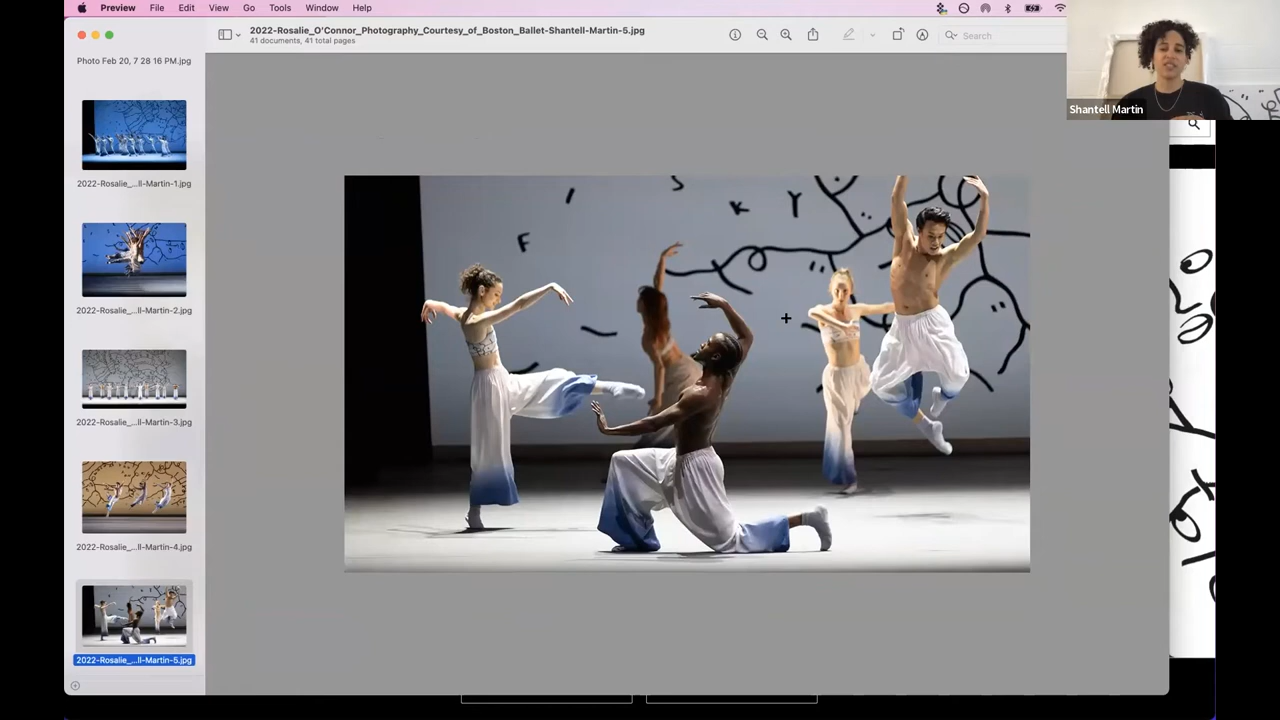 Preview File Edit View Go Tools Window Help
2022-Rosalie_O'Connor_Photography_Courtesy_of_Boston_Ballet-Shantell-Martin-5.jpg
41 documents, 41 total pages
Search
Photo Feb 20, 7 28 16 PM.jpg
Shantell Martin
2022-Rosalie_...ll-Martin-1.jpg
2022-Rosalie_...ll-Martin-2.jpg
2022-Rosalie_...ll-Martin-3.jpg
2022-Rosalie_...ll-Martin-4.jpg
2022-Rosalie_...ll-Martin-5.jpg
S
K Y
F